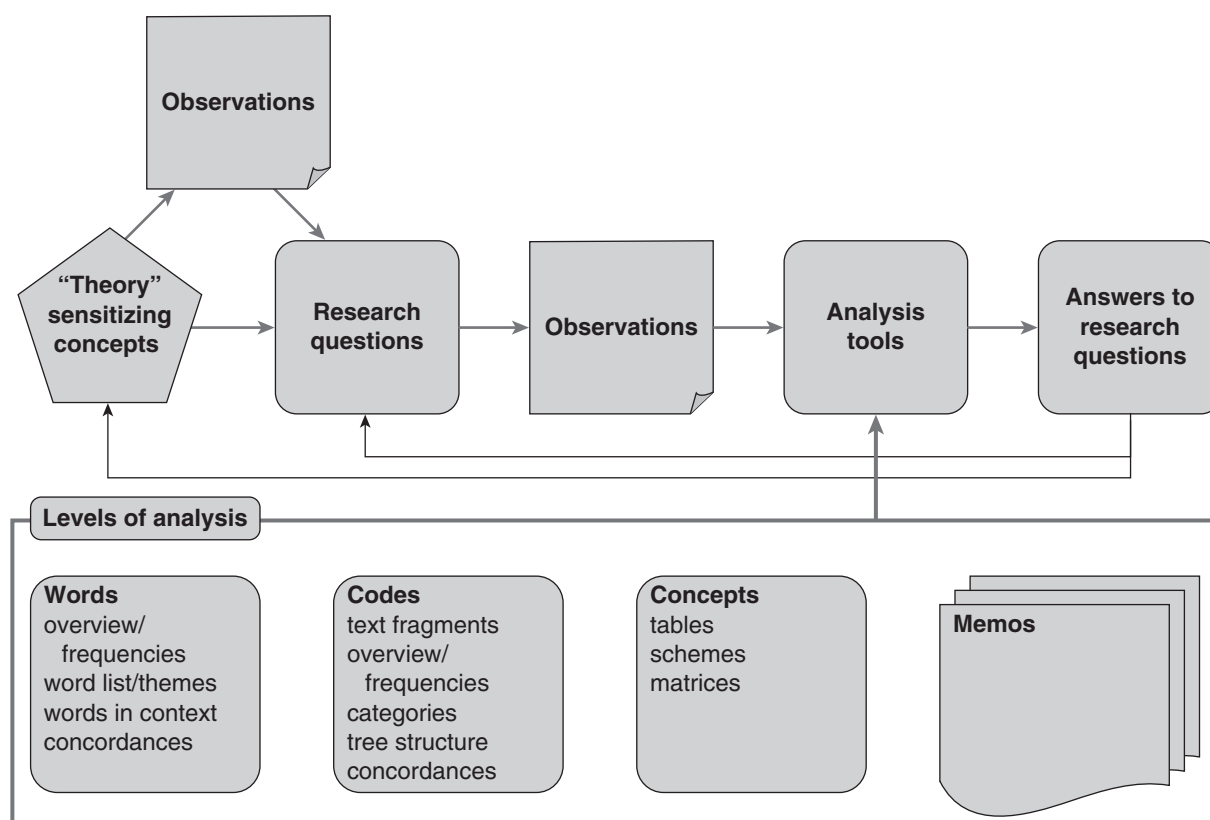 Observations
“Theory”
sensitizing
concepts
Research
questions
Observations
Analysis
tools
Answers to
research
questions
Levels of analysis
Words
overview/
frequencies
word list/themes
words in context
concordances
Codes
text fragments
overview/
frequencies
categories
tree structure
concordances
Concepts
tables
schemes
matrices
Memos